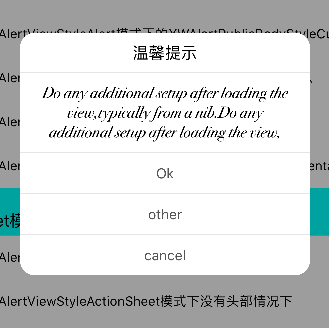 AlertViewStyleAlert模式下的YWAlertPublicBodyStyleCu
温馨提示
Aler
Do any additional setup after loading the
view,typically from a nib.Do any
additional setup after loading the view,
Aler
Ok
Aler
other
et模
cancel
Aler
AlertViewStyleActionSheet模式下没有头部情况下